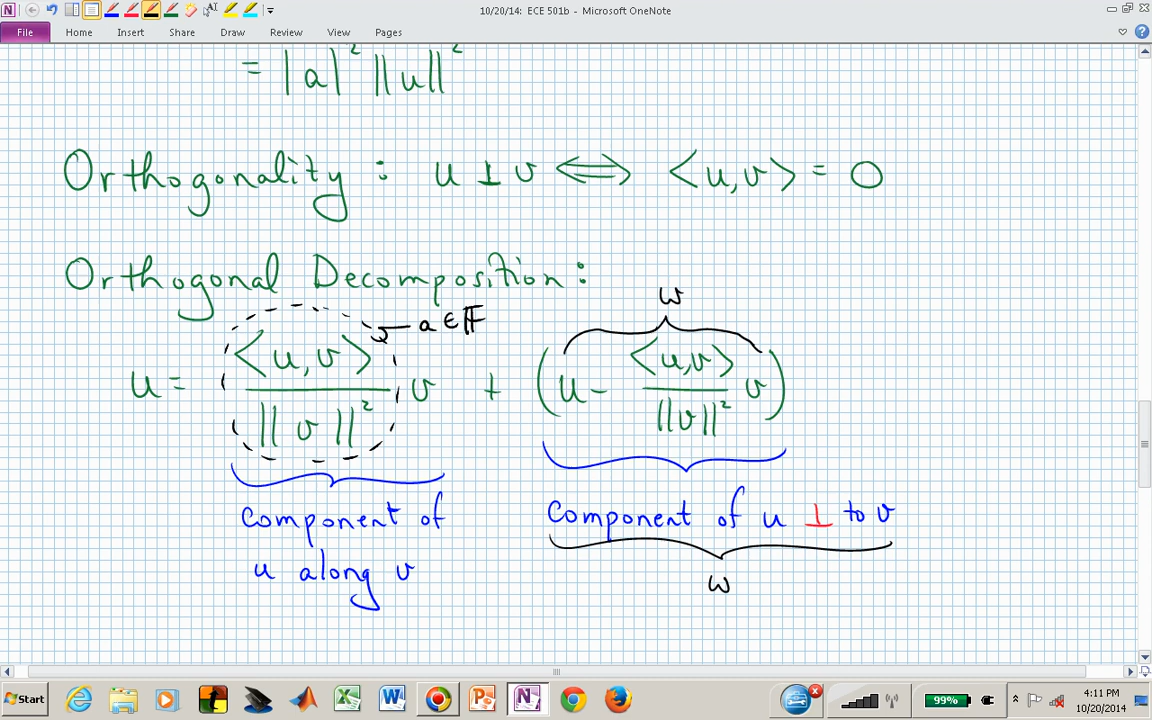 10/20/14: ECE 501b - Microsoft OneNote
File Home Insert Share Draw Review View Pages
= |a|² ||u||²
Orthogonality : u ⊥ v ⟺ <u,v> = 0
Orthogonal Decomposition :
w
a ∈ 𝔽
u = <u,v>/||v||² v + (u - <u,v>/||v||² v)
component of
u along v
component of u ⊥ to v
w
Start
99%
4:11 PM
10/20/2014